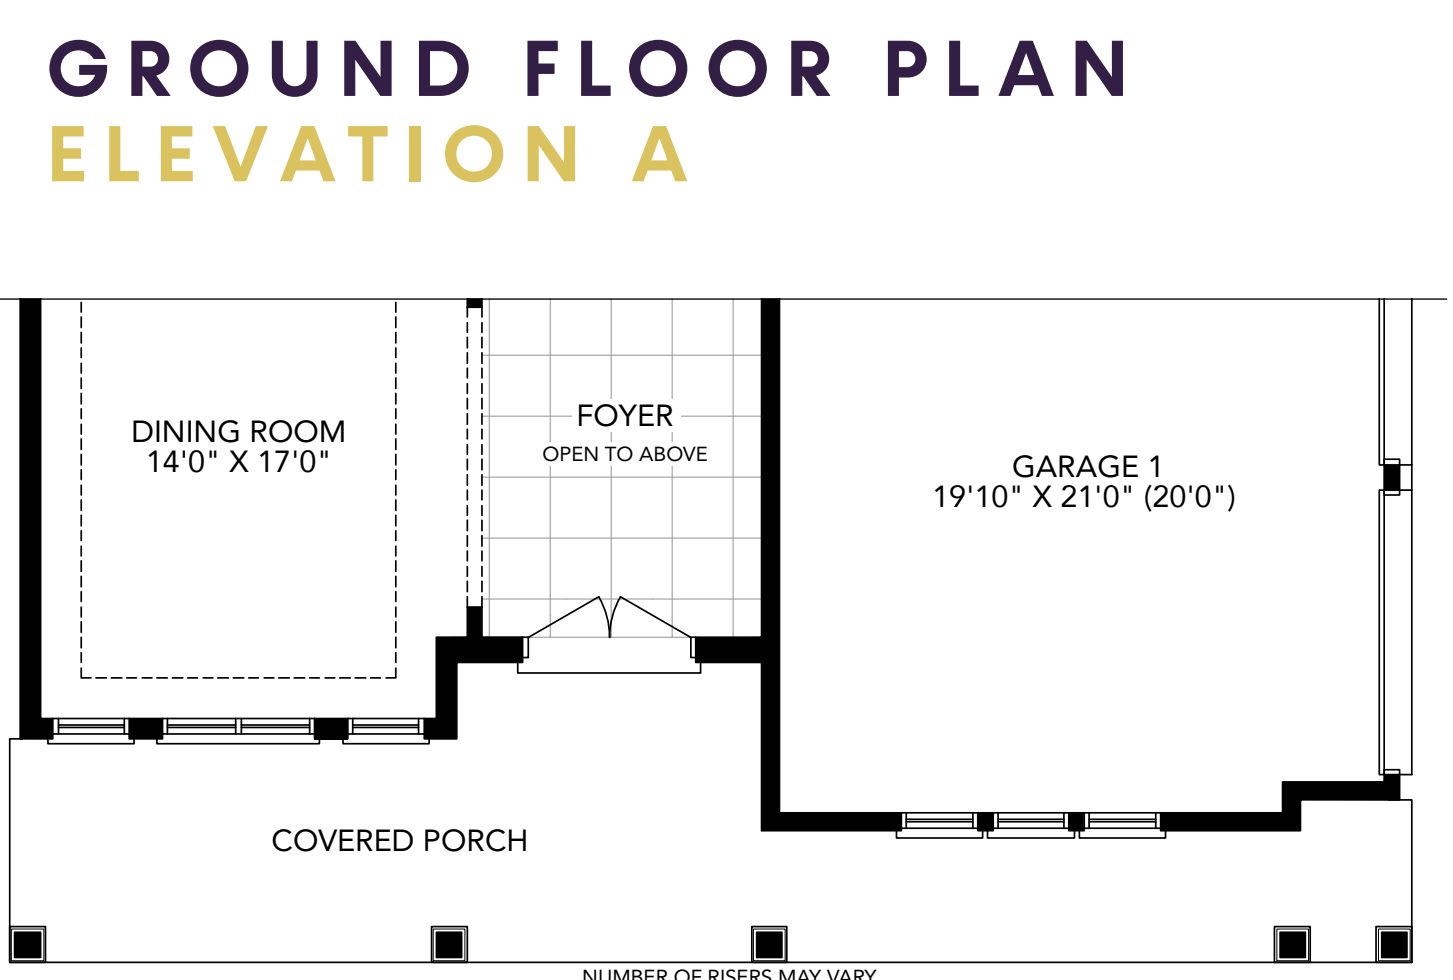 GROUND FLOOR PLAN
ELEVATION A
DINING ROOM
14'0" X 17'0"
FOYER
OPEN TO ABOVE
GARAGE 1
19'10" X 21'0" (20'0")
COVERED PORCH
NUMBER OF RISERS MAY VARY